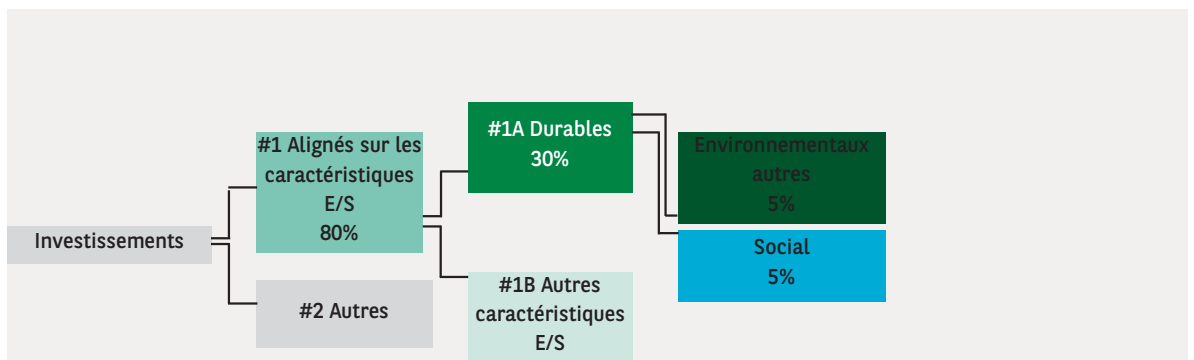 Investissements
#1 Alignés sur les
caractéristiques
E/S
80%
#2 Autres
#1A Durables
30%
#1B Autres
caractéristiques
E/S
Environnementaux
autres
5%
Social
5%